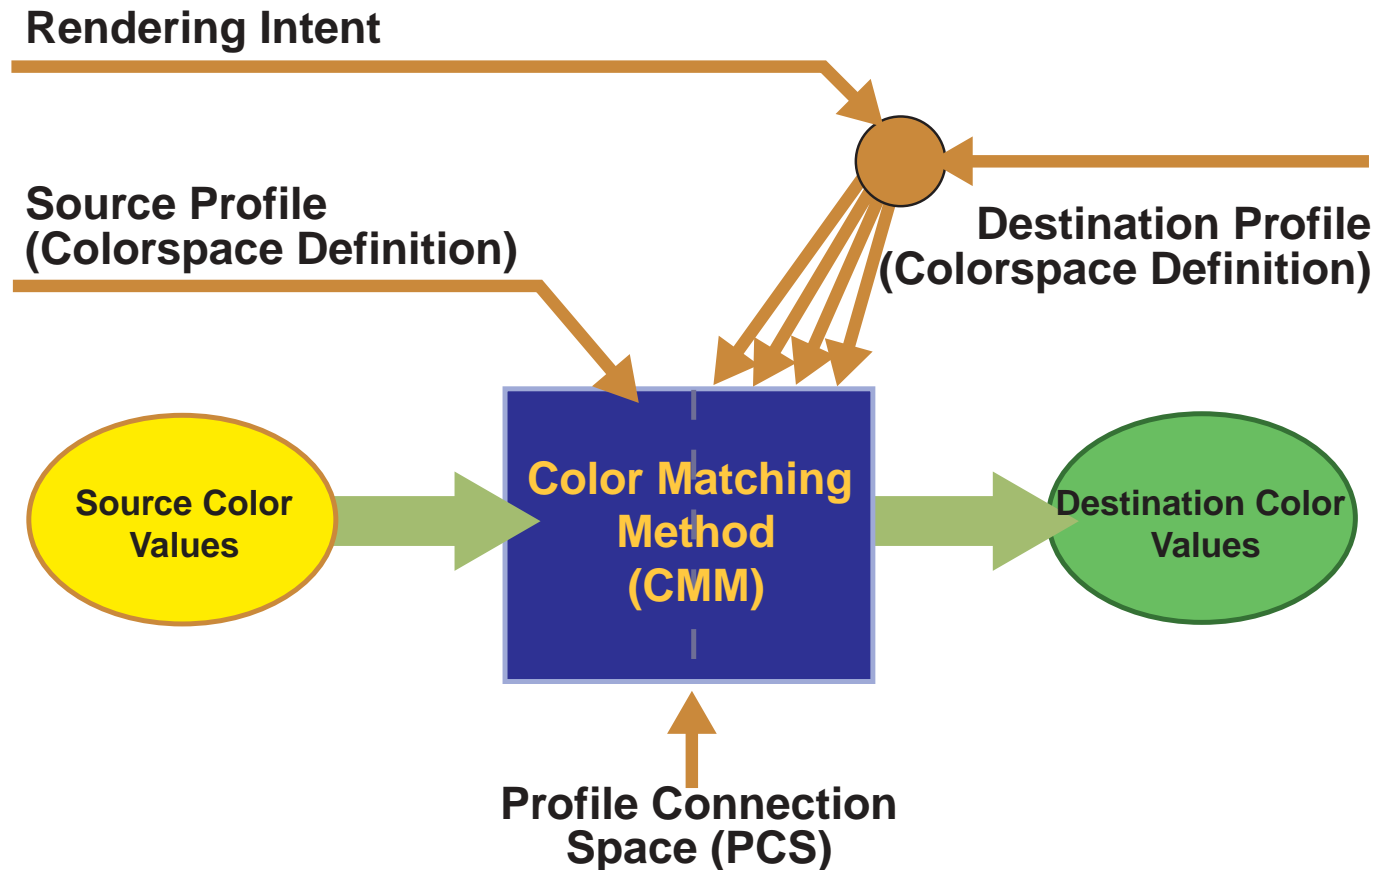 Rendering Intent
Source Profile
(Colorspace Definition)
Destination Profile
(Colorspace Definition)
Source Color
Values
Color Matching
Method
(CMM)
Destination Color
Values
Profile Connection
Space (PCS)